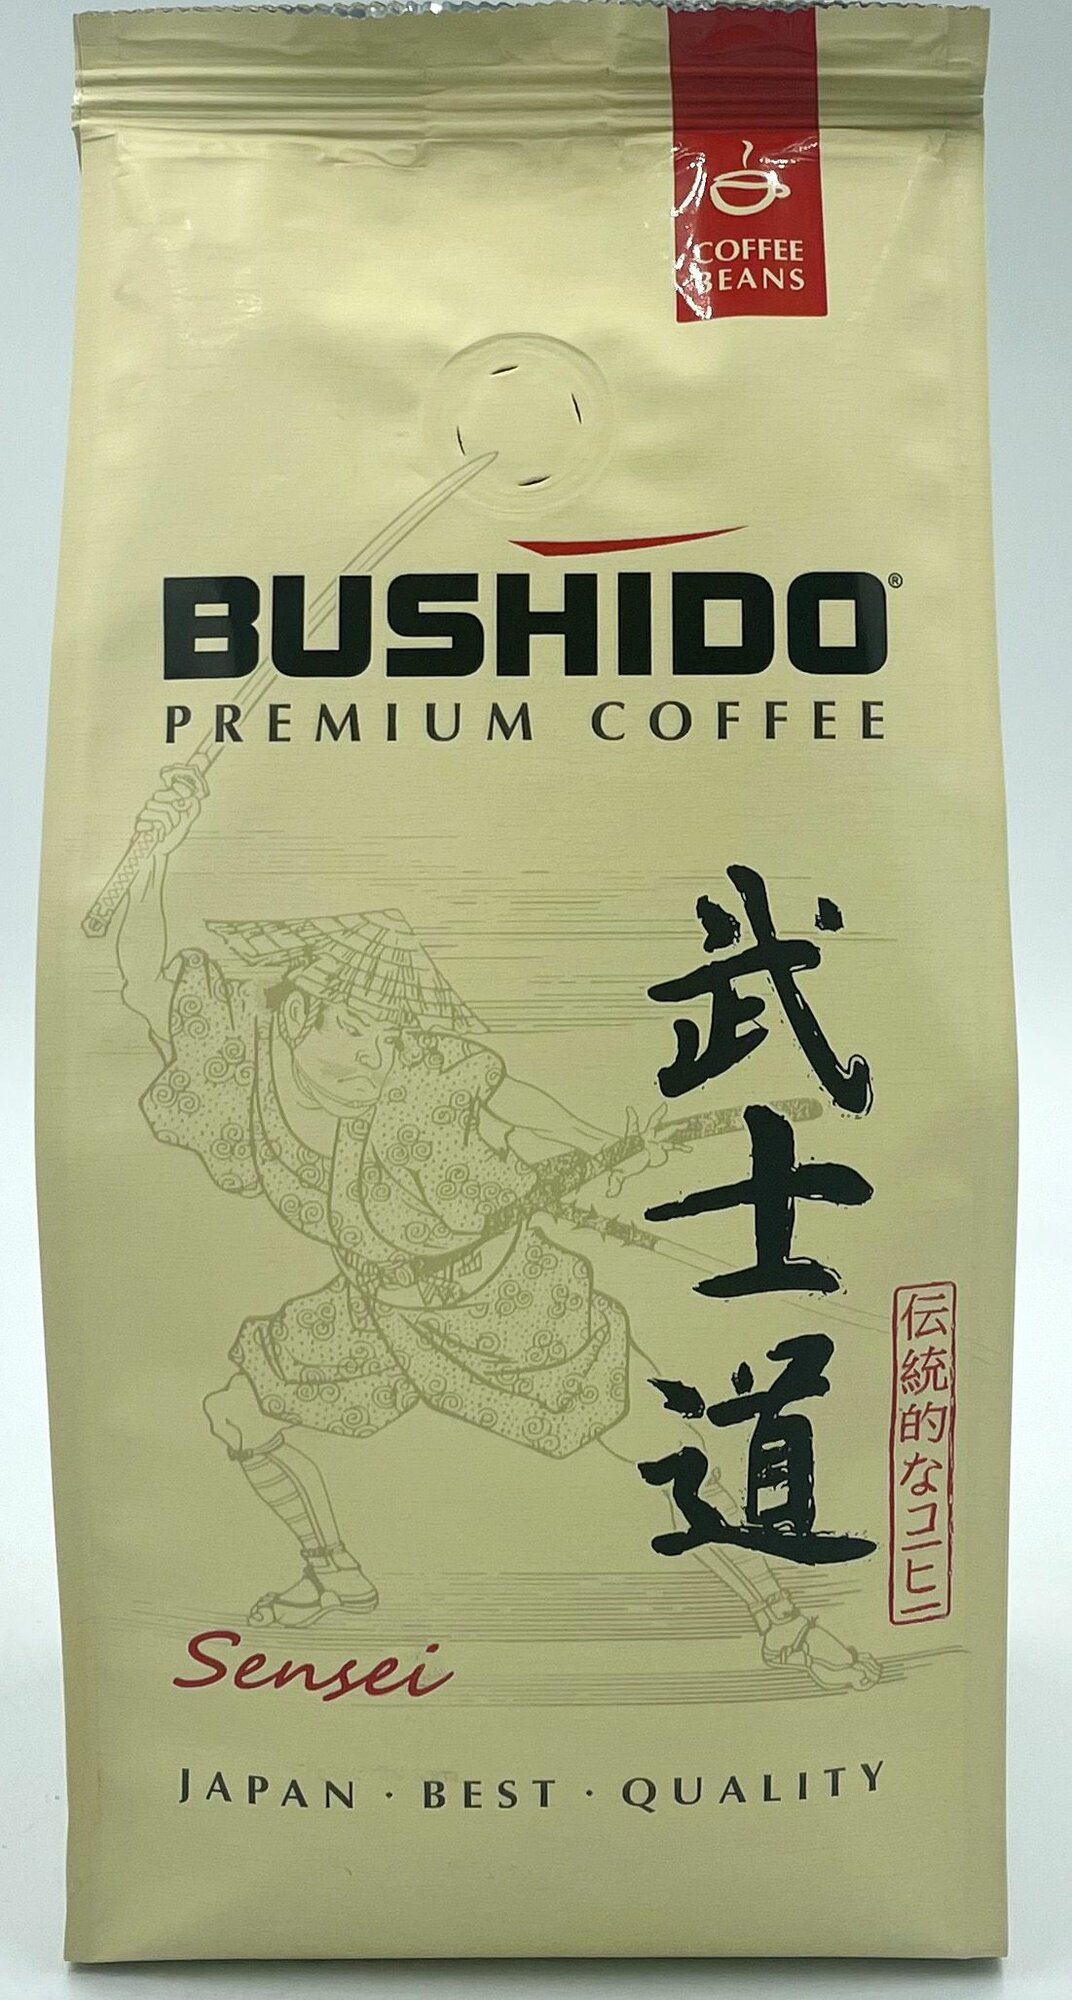 COFFEE
BEANS
BUSHIDO®
PREMIUM COFFEE
武士道
伝統的なコーヒー
Sensei
JAPAN · BEST · QUALITY